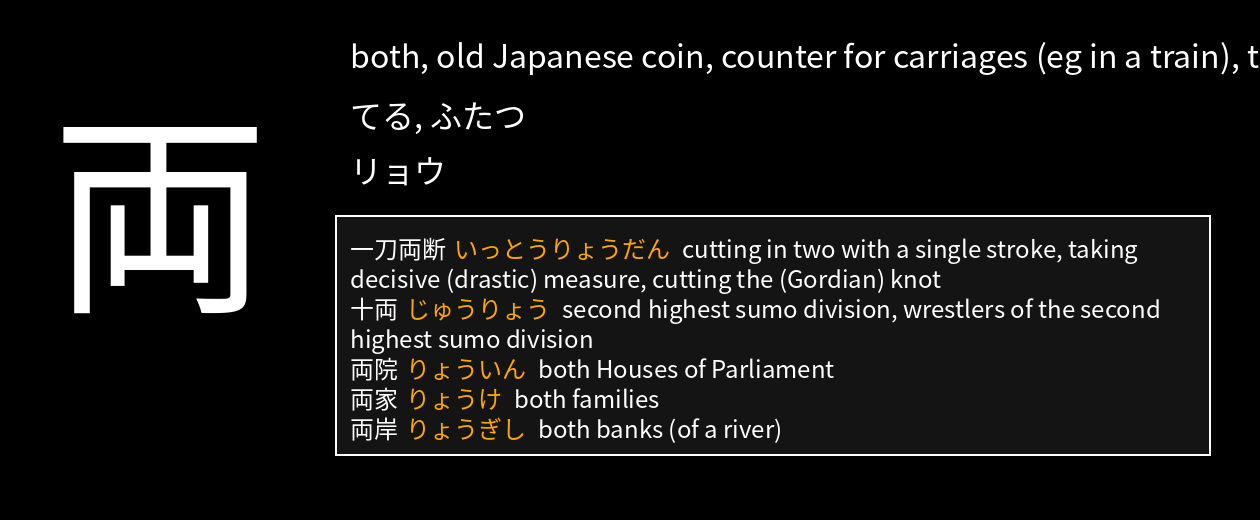 両
both, old Japanese coin, counter for carriages (eg in a train), t
てる, ふたつ
リョウ
一刀両断 いっとうりょうだん cutting in two with a single stroke, taking
decisive (drastic) measure, cutting the (Gordian) knot
十両 じゅうりょう second highest sumo division, wrestlers of the second
highest sumo division
両院 りょういん both Houses of Parliament
両家 りょうけ both families
両岸 りょうぎし both banks (of a river)